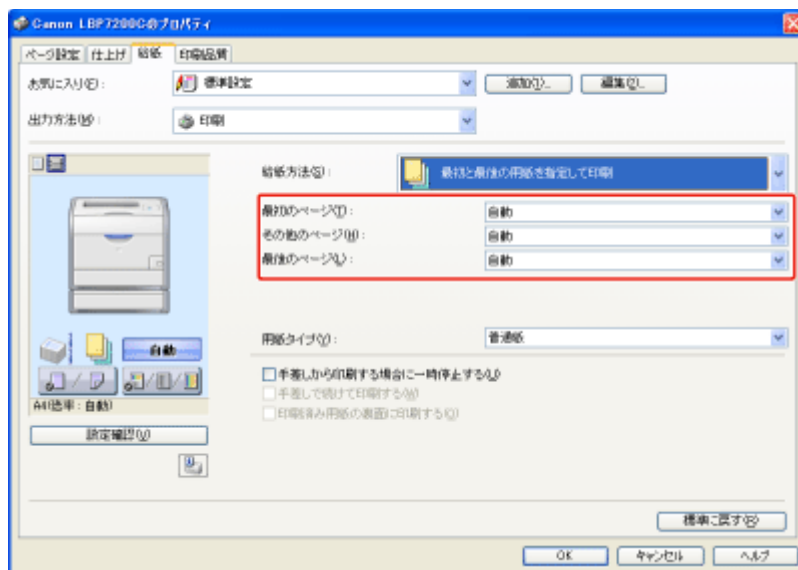 Canon LBP7200Cのプロパティ
ページ設定 仕上げ 給紙 印刷品質
お気に入り(F): 標準設定 追加(1)... 編集(2)...
出力方法(M): 印刷
給紙方法(S): 最初と最後の用紙を指定して印刷
最初のページ(T): 自動
その他のページ(H): 自動
最後のページ(L): 自動
自動
用紙タイプ(Y): 普通紙
手差しから印刷する場合に一時停止する(J)
手差しで続けて印刷する(W)
印刷済み用紙の裏面に印刷する(O)
A4(倍率:自動)
設定確認(V)
標準に戻す(R)
OK キャンセル ヘルプ